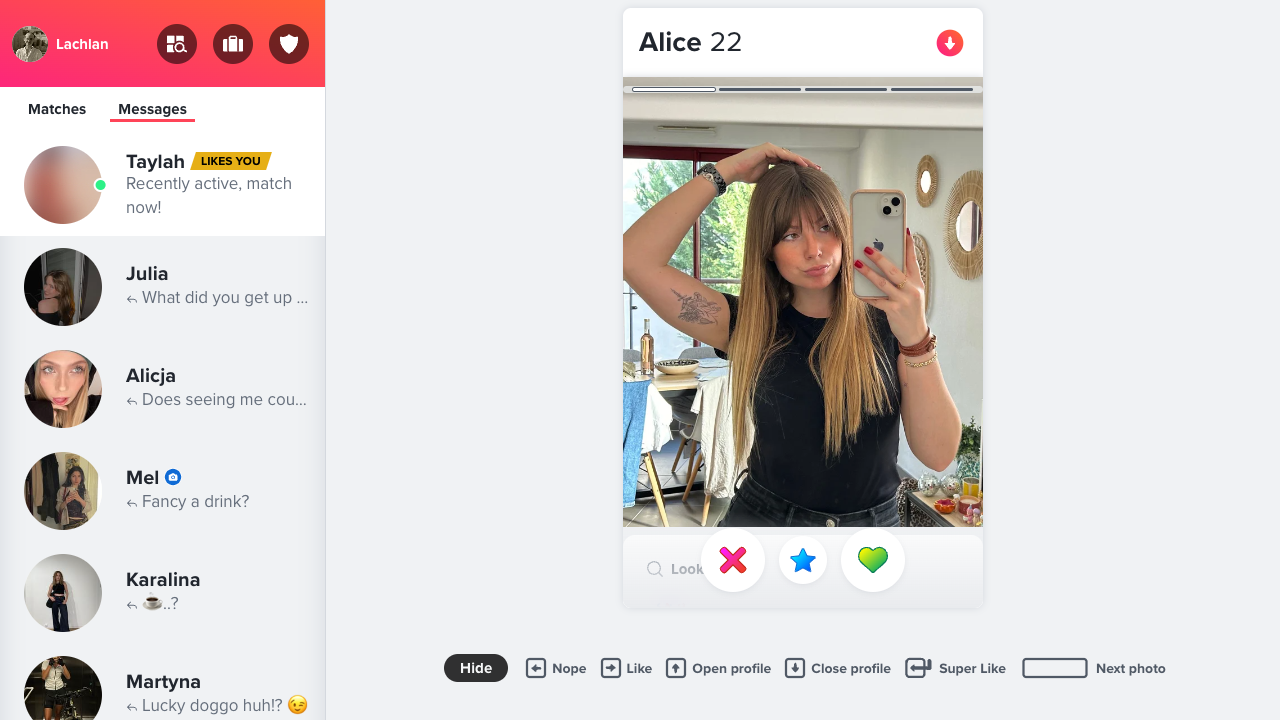 Lachlan
Matches
Messages
Taylah
LIKES YOU
Recently active, match
now!
Julia
What did you get up ...
Alicja
Does seeing me cou...
Mel
Fancy a drink?
Karalina
☕..?
Martyna
Lucky doggo huh!? 😉
Alice 22
Look
Hide
Nope
Like
Open profile
Close profile
Super Like
Next photo